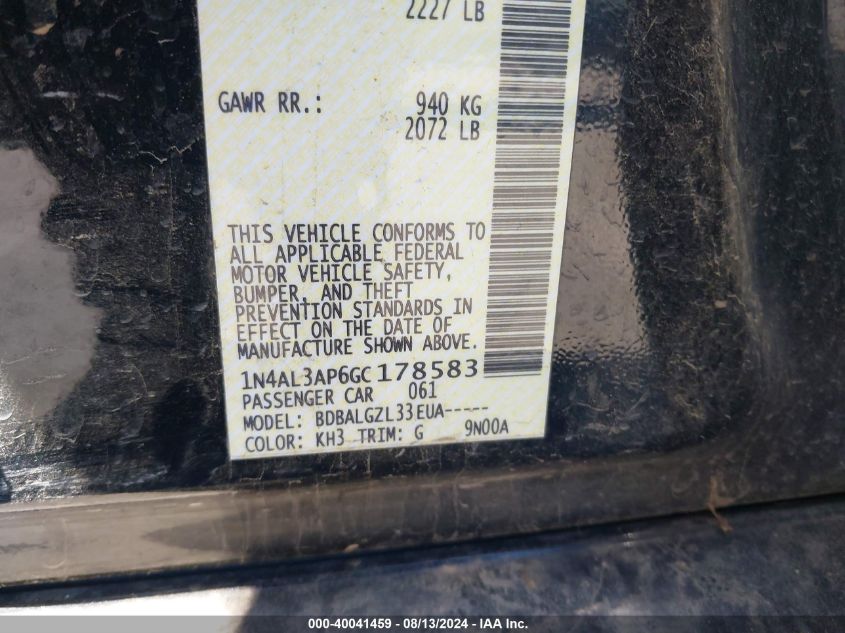 2227 LB
GAWR RR.: 940 KG
2072 LB
THIS VEHICLE CONFORMS TO
ALL APPLICABLE FEDERAL
MOTOR VEHICLE SAFETY,
BUMPER, AND THEFT
PREVENTION STANDARDS IN
EFFECT ON THE DATE OF
MANUFACTURE SHOWN ABOVE.
1N4AL3AP6GC178583
PASSENGER CAR 061
MODEL: BDBALGZL33EUA-----
COLOR: KH3 TRIM: G 9N00A
000-40041459 - 08/13/2024 - IAA Inc.